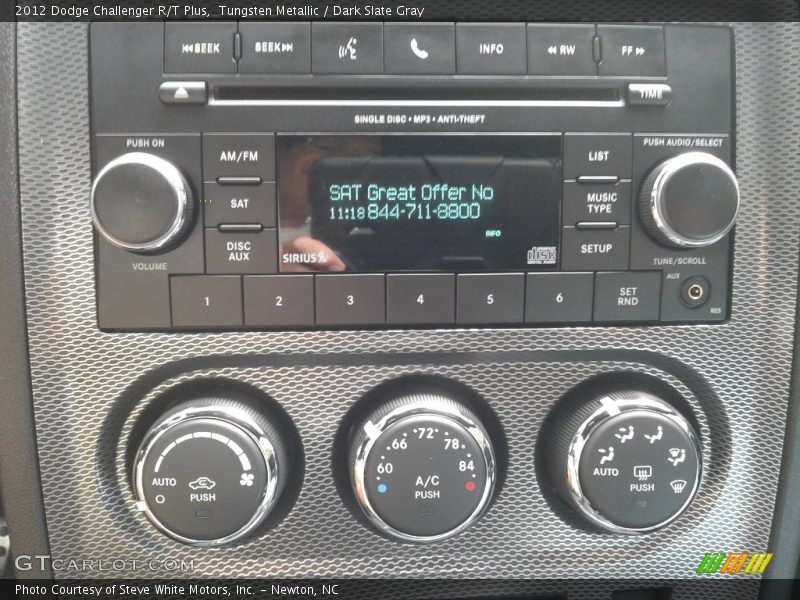 2012 Dodge Challenger R/T Plus, Tungsten Metallic / Dark Slate Gray
SEEK SEEK INFO RW FF
TIME
SINGLE DISC • MP3 • ANTI-THEFT
PUSH ON PUSH AUDIO/SELECT
AM/FM LIST
SAT MUSIC TYPE
DISC AUX SETUP
SAT Great Offer No
11:18 844-711-8800
INFO
SIRIUS
disc
VOLUME TUNE/SCROLL
AUX
1 2 3 4 5 6 SET RND
RES
AUTO
O
PUSH
60 66 72 78 84
A/C
PUSH
AUTO
PUSH
GTCARLOT.COM
Photo Courtesy of Steve White Motors, Inc. – Newton, NC